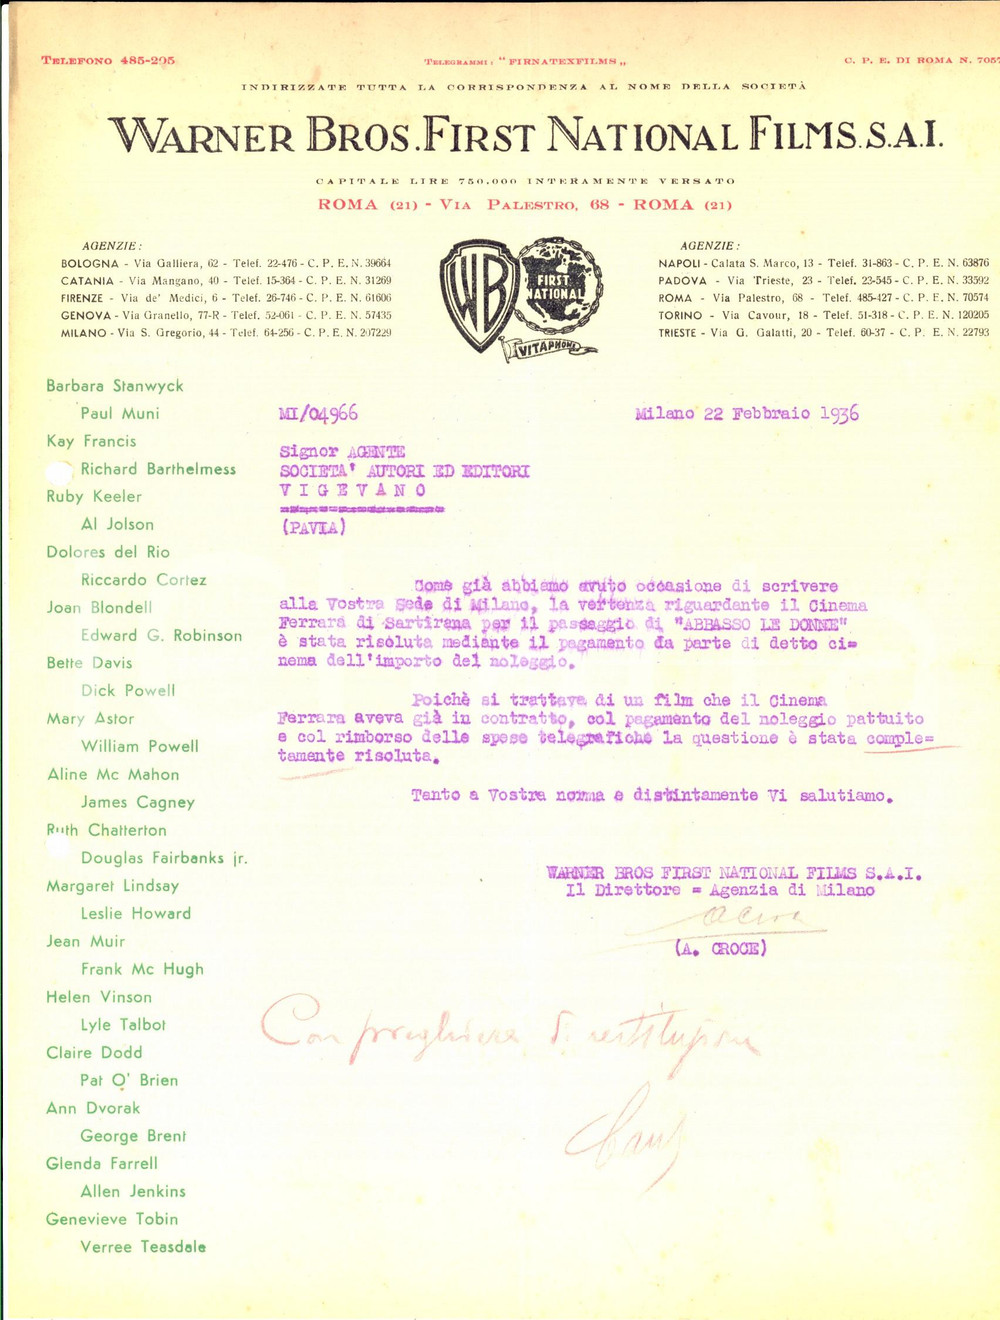 TELEFONO 485-295
TELEGRAMMI: " FIRNATEXFILMS „
C. P. E. DI ROMA N. 7057
INDIRIZZATE TUTTA LA CORRISPONDENZA AL NOME DELLA SOCIETÀ
WARNER BROS. FIRST NATIONAL FILMS. S.A.I.
CAPITALE LIRE 750.000 INTERAMENTE VERSATO
ROMA (21) - VIA PALESTRO, 68 - ROMA (21)
AGENZIE:
BOLOGNA - Via Galliera, 62 - Telef. 22-476 - C. P. E. N. 39664
CATANIA - Via Mangano, 40 - Telef. 15-364 - C. P. E. N. 31269
FIRENZE - Via de' Medici, 6 - Telef. 26-746 - C. P. E. N. 61606
GENOVA - Via Granello, 77-R - Telef. 52-061 - C. P. E. N. 57435
MILANO - Via S. Gregorio, 44 - Telef. 64-256 - C. P. E. N. 207229
WB
FIRST
NATIONAL
VITAPHONE
AGENZIE:
NAPOLI - Calata S. Marco, 13 - Telef. 31-863 - C. P. E. N. 63876
PADOVA - Via Trieste, 23 - Telef. 23-545 - C. P. E. N. 33592
ROMA - Via Palestro, 68 - Telef. 485-427 - C. P. E. N. 70574
TORINO - Via Cavour, 18 - Telef. 51-318 - C. P. E. N. 120205
TRIESTE - Via G. Galatti, 20 - Telef. 60-37 - C. P. E. N. 22793
Barbara Stanwyck
Paul Muni
Kay Francis
Richard Barthelmess
Ruby Keeler
Al Jolson
Dolores del Rio
Riccardo Cortez
Joan Blondell
Edward G. Robinson
Bette Davis
Dick Powell
Mary Astor
William Powell
Aline Mc Mahon
James Cagney
Ruth Chatterton
Douglas Fairbanks jr.
Margaret Lindsay
Leslie Howard
Jean Muir
Frank Mc Hugh
Helen Vinson
Lyle Talbot
Claire Dodd
Pat O' Brien
Ann Dvorak
George Brent
Glenda Farrell
Allen Jenkins
Genevieve Tobin
Verree Teasdale
MI/04966
Milano 22 Febbraio 1936
Signor AGENTE
SOCIETA' AUTORI ED EDITORI
V I G E V A N O
(PAVIA)
Come già abbiamo avuto occasione di scrivere
alla Vostra Sede di Milano, la vertenza riguardante il Cinema
Ferrara di Sartirana per il passaggio di "ABBASSO LE DONNE"
è stata risoluta mediante il pagamento da parte di detto ci=
nema dell'importo del noleggio.
Poichè si trattava di un film che il Cinema
Ferrara aveva già in contratto, col pagamento del noleggio pattuito
e col rimborso delle spese telegrafiche la questione è stata comple=
tamente risoluta.
Tanto a Vostra norma e distintamente Vi salutiamo.
WARNER BROS FIRST NATIONAL FILMS S.A.I.
Il Direttore = Agenzia di Milano
(A. CROCE)
Con preghiera di restituzione